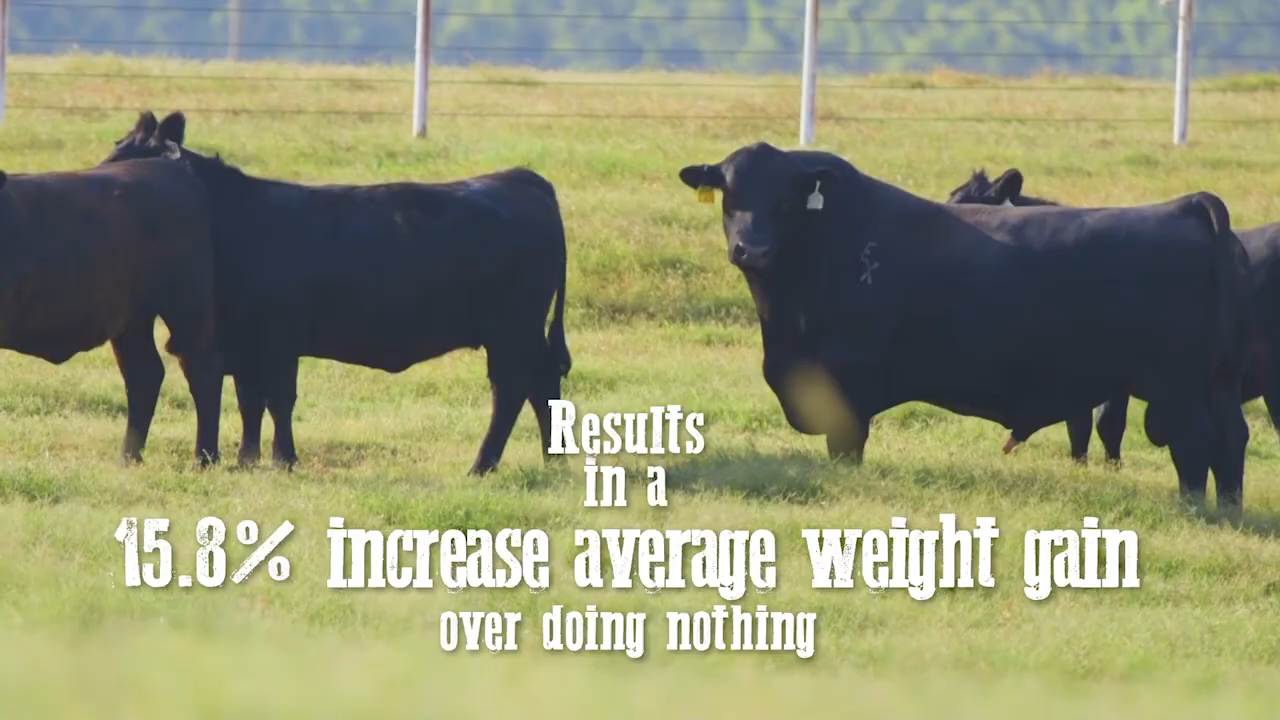 Results
in a
15.8% increase average weight gain
over doing nothing